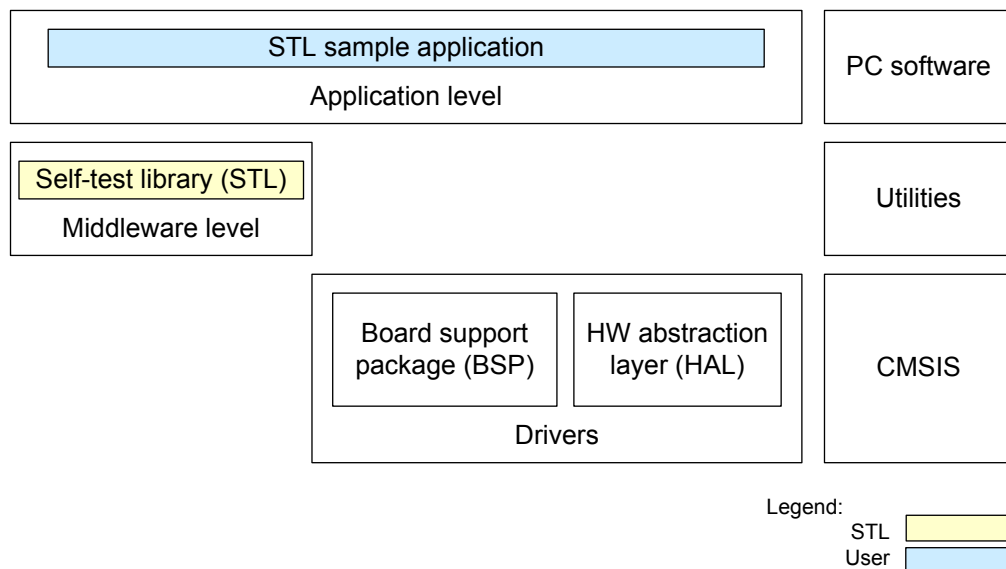 STL sample application
Application level
PC software
Self-test library (STL)
Middleware level
Utilities
Board support
package (BSP)
HW abstraction
layer (HAL)
Drivers
CMSIS
Legend:
STL
User